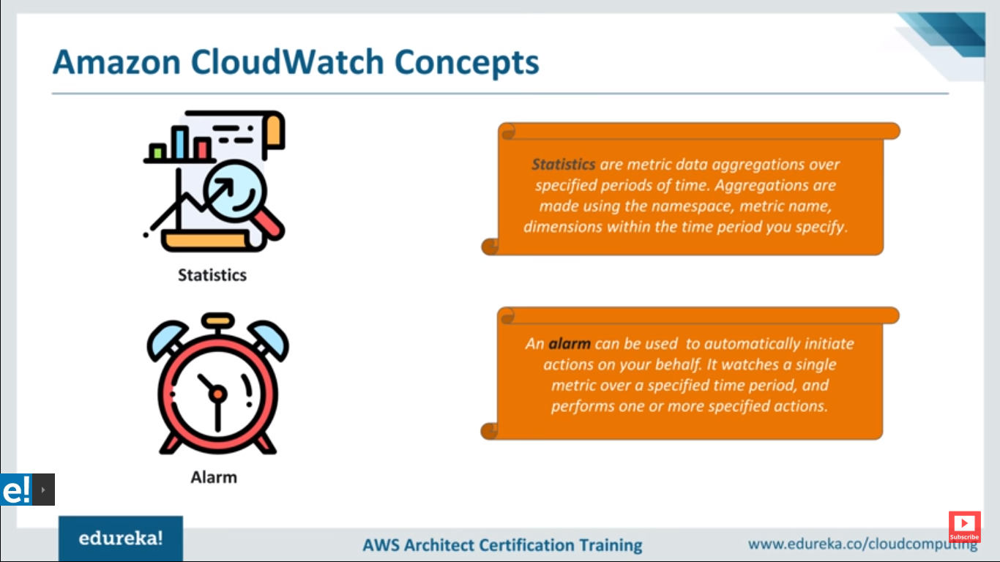 Amazon CloudWatch Concepts
Statistics are metric data aggregations over
specified periods of time. Aggregations are
made using the namespace, metric name,
dimensions within the time period you specify.
Statistics
An alarm can be used  to automatically initiate
actions on your behalf. It watches a single
metric over a specified time period, and
performs one or more specified actions.
Alarm
e!
edureka!
AWS Architect Certification Training
www.edureka.co/cloudcomputing
Subscribe